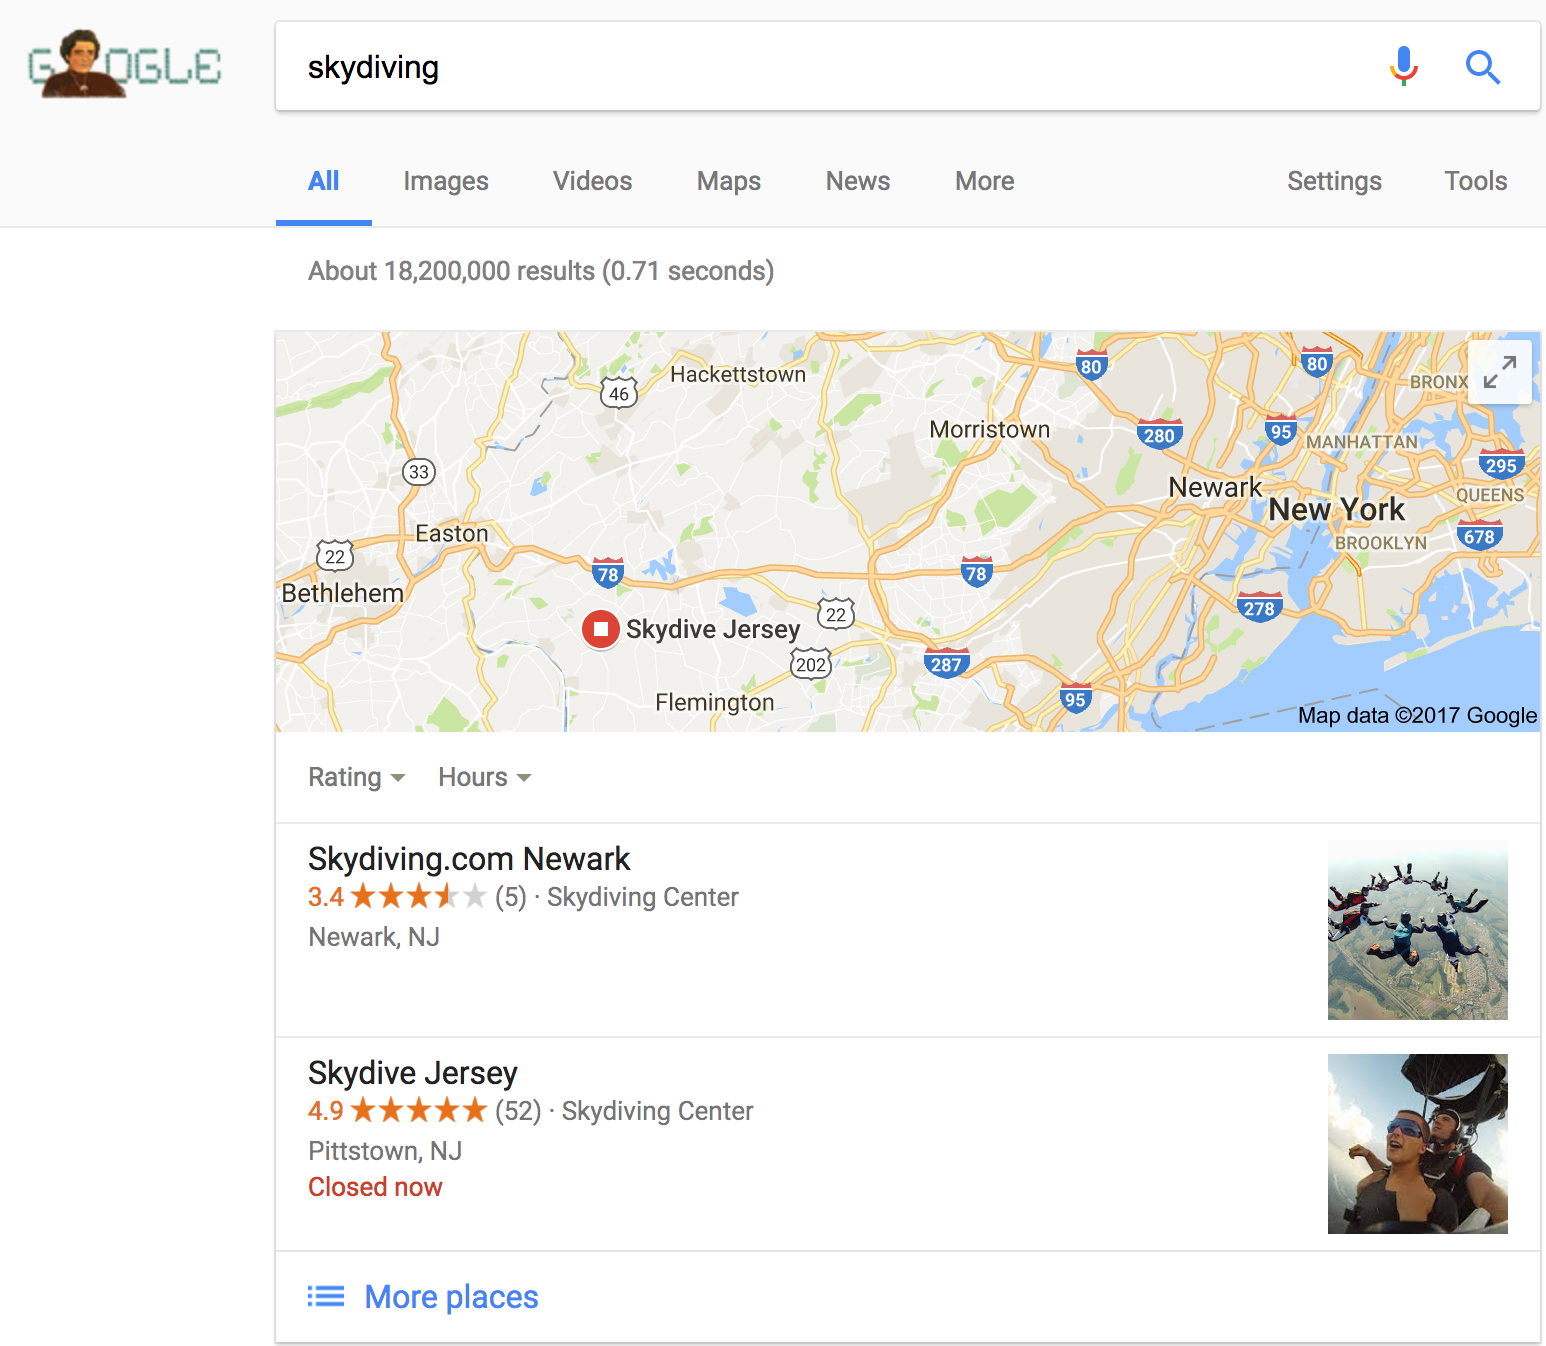 GOOGLE
skydiving
All Images Videos Maps News More Settings Tools
About 18,200,000 results (0.71 seconds)
80
80
Hackettstown
BRONX
46
Morristown
280
95
MANHATTAN
295
33
Newark
QUEENS
New York
Easton
678
BROOKLYN
22
78
78
Bethlehem
278
22
Skydive Jersey
202
287
Flemington
95
Map data ©2017 Google
Rating Hours
Skydiving.com Newark
3.4 (5) · Skydiving Center
Newark, NJ
Skydive Jersey
4.9 (52) · Skydiving Center
Pittstown, NJ
Closed now
More places